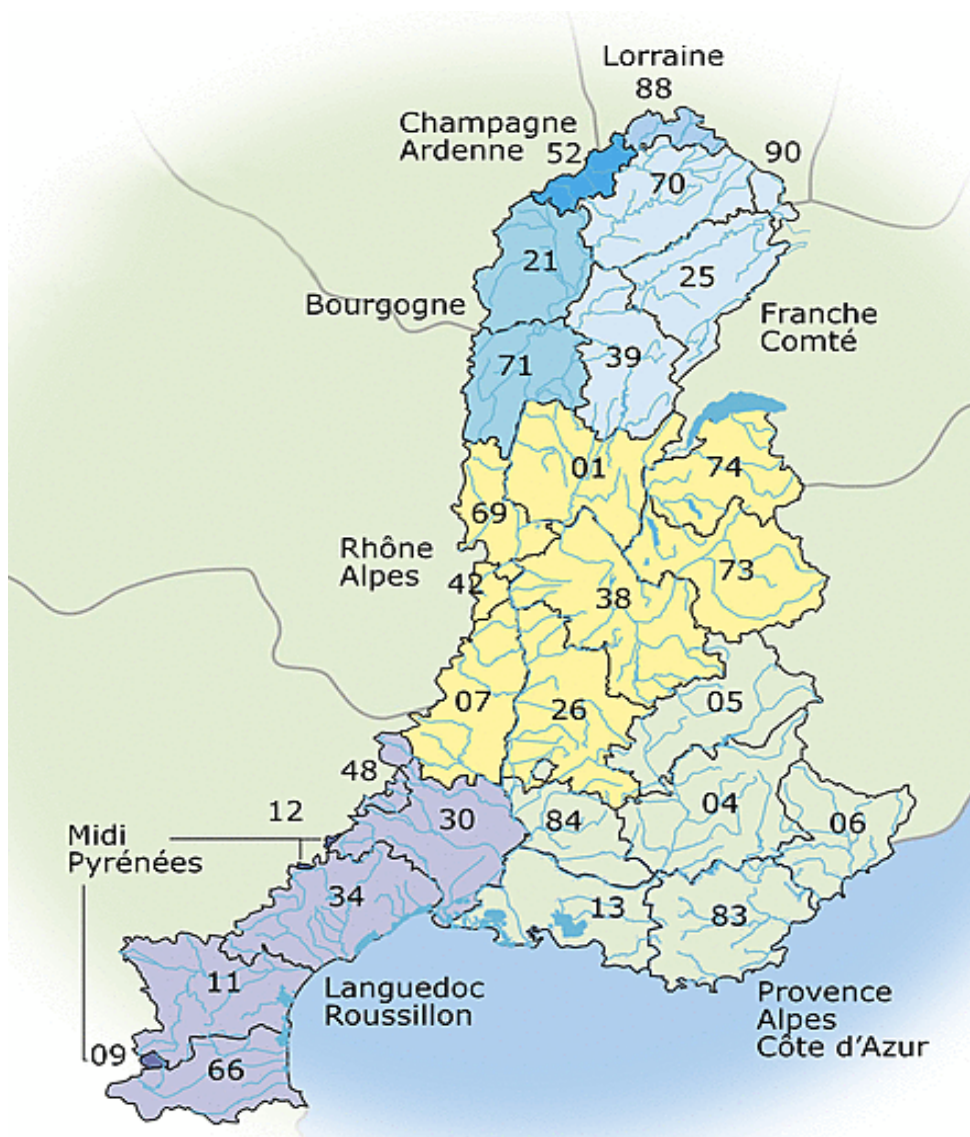 Lorraine
88
Champagne
Ardenne
52
90
70
21
25
Bourgogne
Franche
Comté
39
71
01
74
69
Rhône
Alpes
42
38
73
07
26
05
48
12
30
84
04
06
Midi
Pyrénées
34
13
83
11
Languedoc
Roussillon
Provence
Alpes
Côte d'Azur
09
66